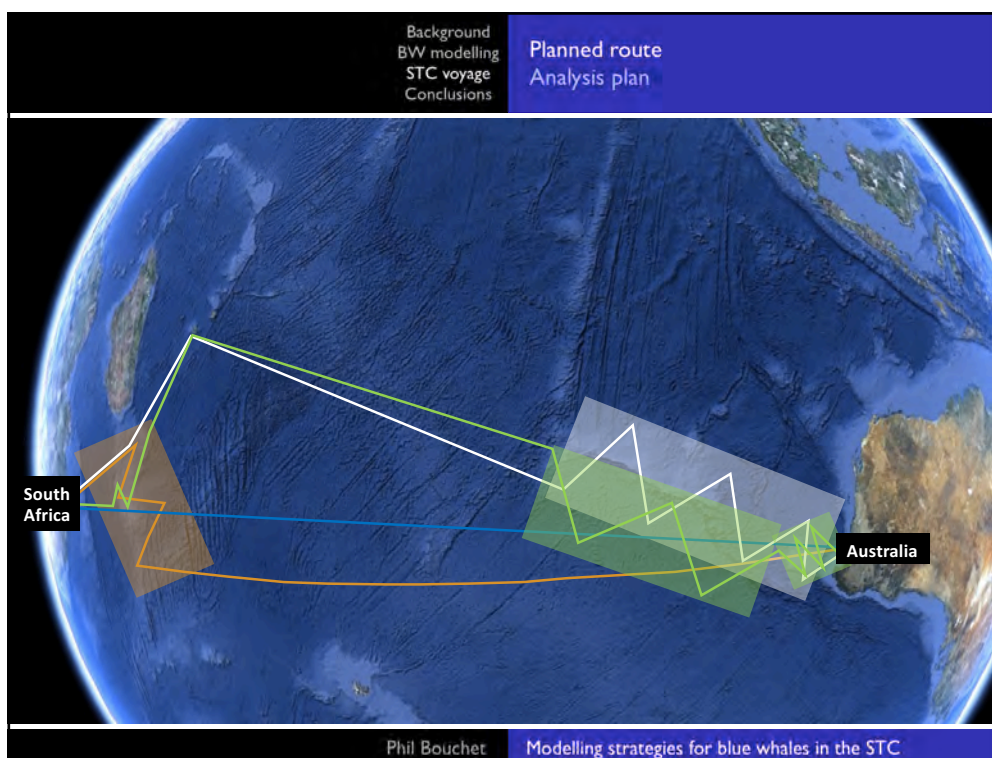 Background
BW modelling
STC voyage
Conclusions
Planned route
Analysis plan
South
Africa
Australia
Phil Bouchet
Modelling strategies for blue whales in the STC